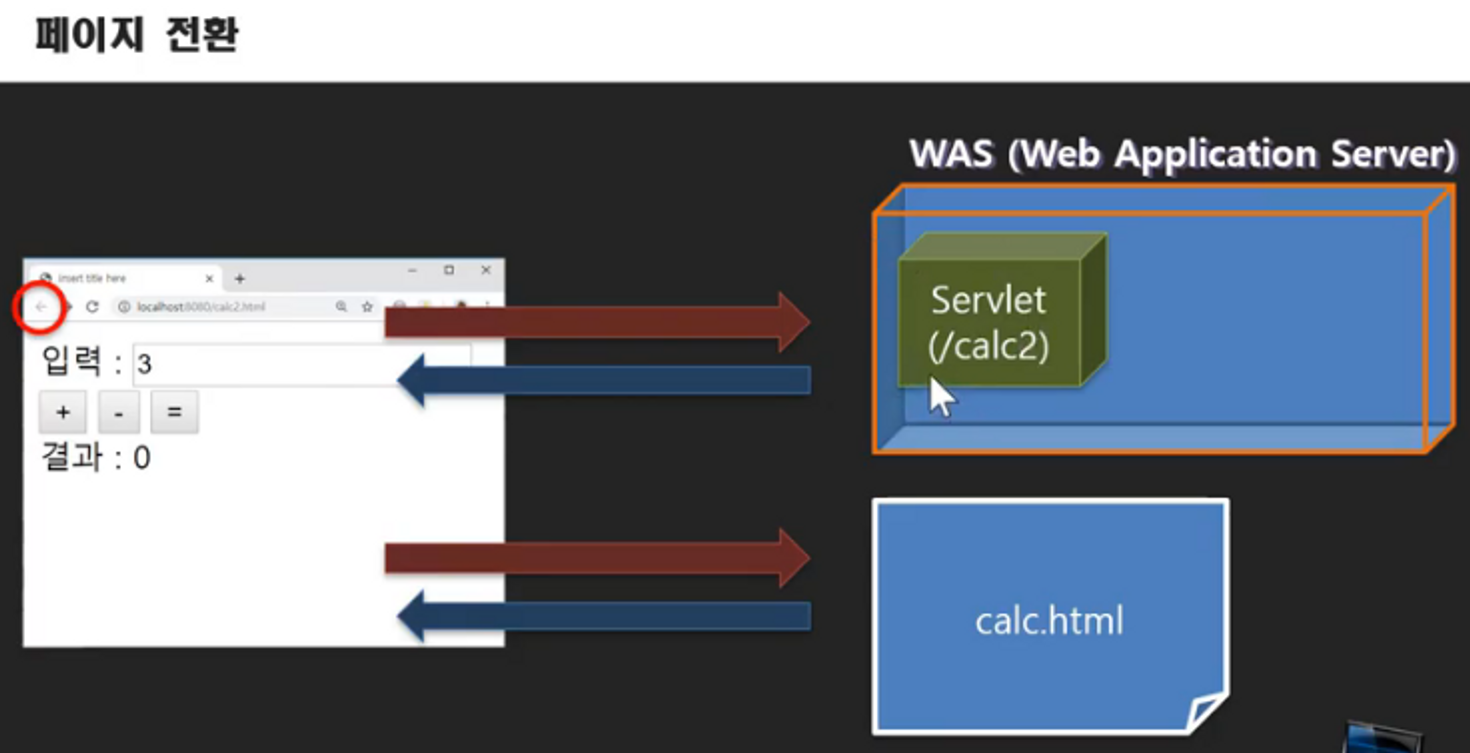 페이지 전환
WAS (Web Application Server)
Insert title here
localhost:8080/calc2.html
입력 : 3
+ - =
결과 : 0
Servlet
(/calc2)
calc.html